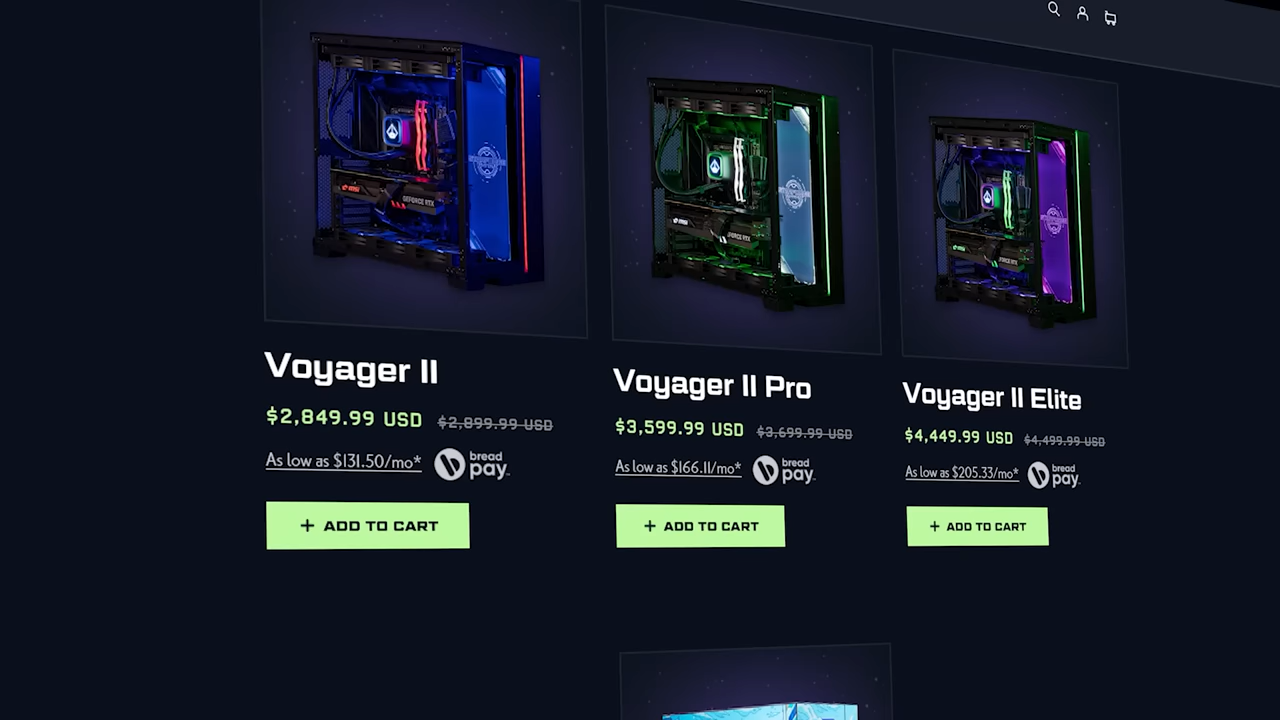 GEFORCE RTX
Voyager II
$2,849.99 USD $2,899.99 USD
As low as $131.50/mo* bread pay
+ ADD TO CART
Voyager II Pro
$3,599.99 USD $3,699.99 USD
As low as $166.11/mo* bread pay
+ ADD TO CART
Voyager II Elite
$4,449.99 USD $4,499.99 USD
As low as $205.33/mo* bread pay
+ ADD TO CART